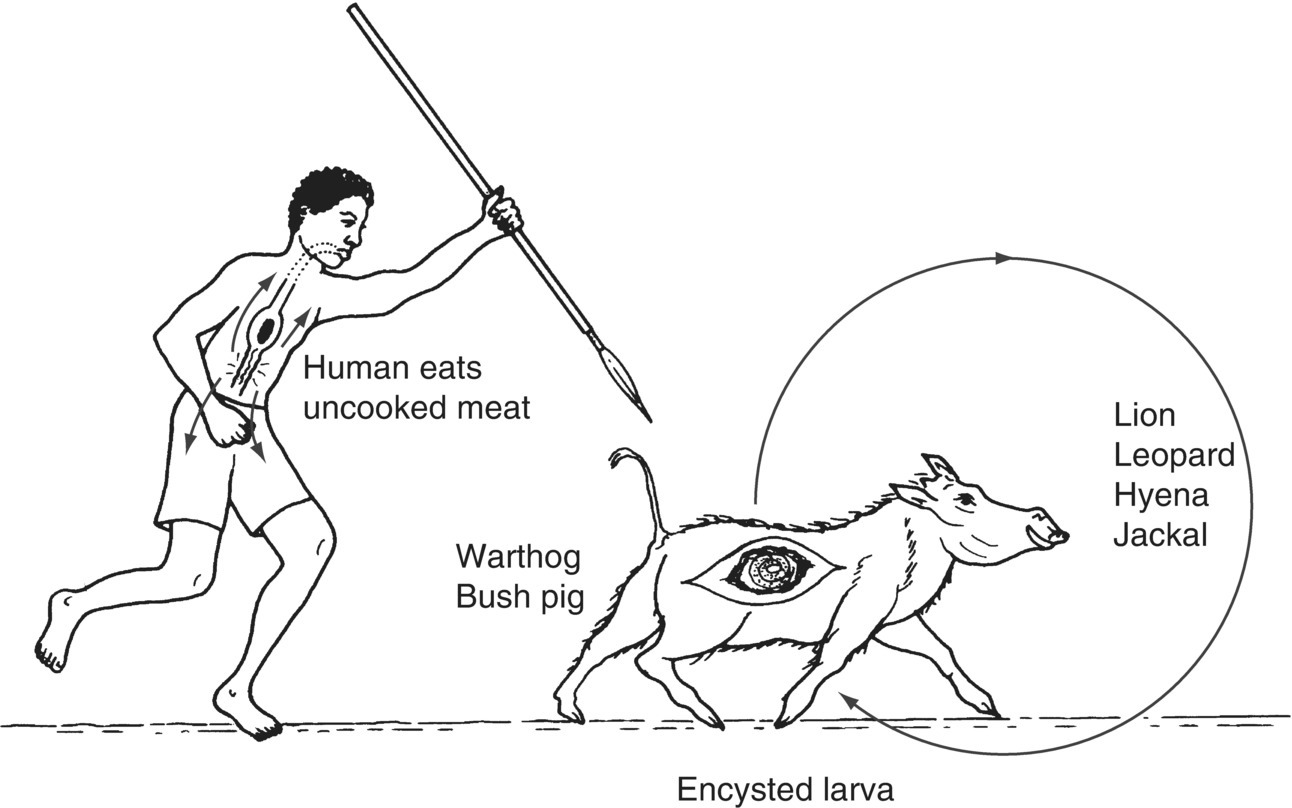 Human eats
uncooked meat
Lion
Leopard
Hyena
Jackal
Warthog
Bush pig
Encysted larva